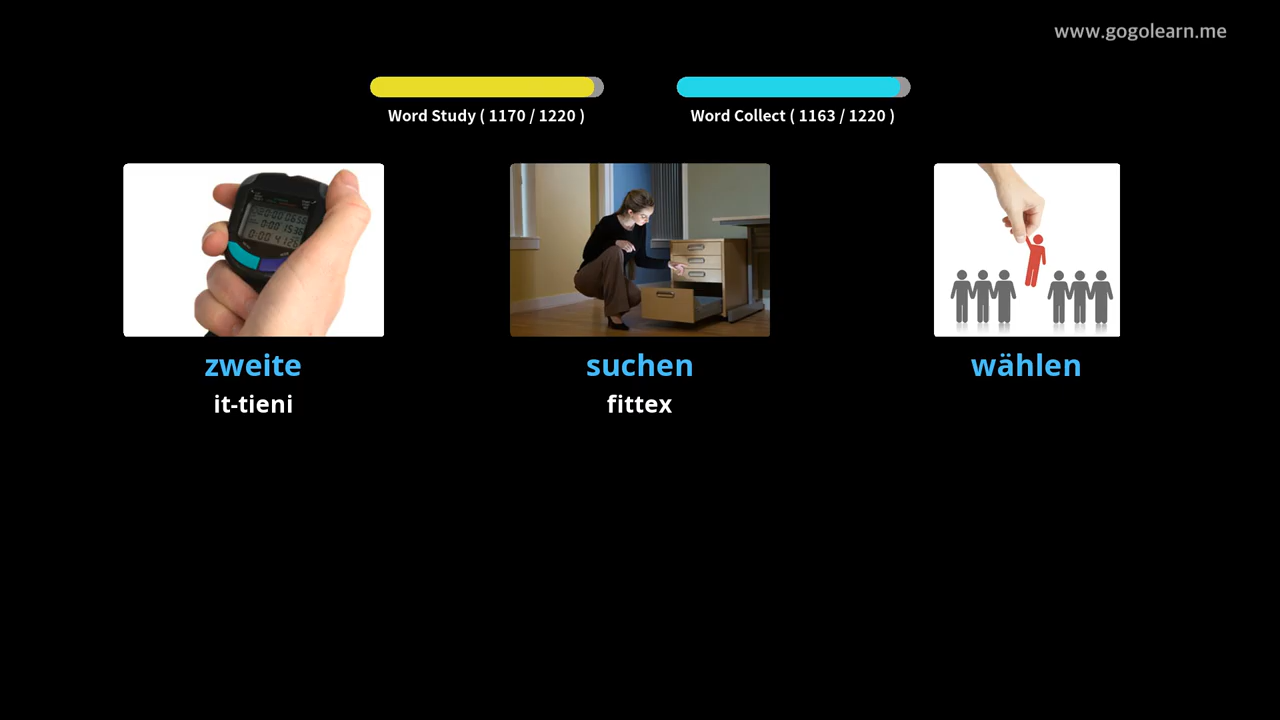 www.gogolearn.me
Word Study ( 1170 / 1220 )
Word Collect ( 1163 / 1220 )
zweite
suchen
wählen
it-tieni
fittex